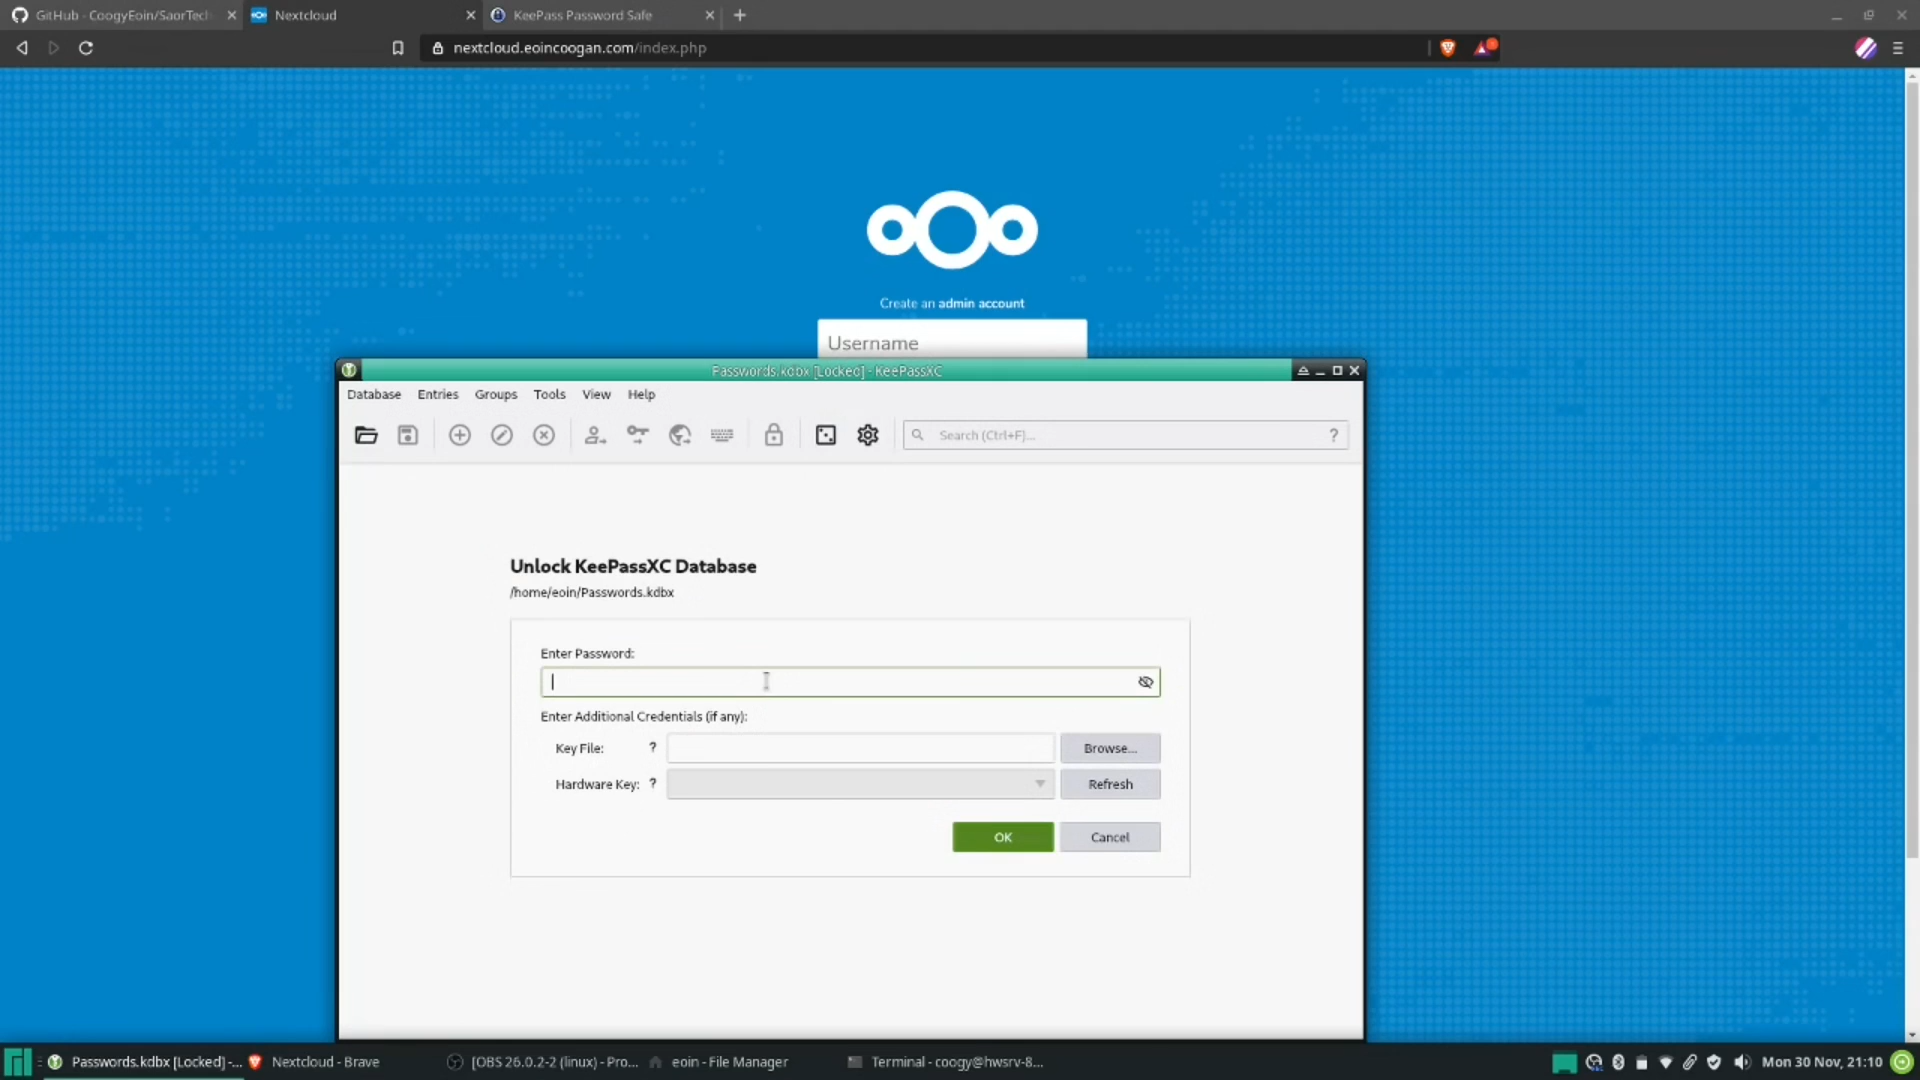 GitHub - CoogyEoin/SaorTech
Nextcloud
KeePass Password Safe
nextcloud.eoincoogan.com/index.php
Create an admin account
Username
Passwords.kdbx [Locked] - KeePassXC
Database Entries Groups Tools View Help
Search (Ctrl+F)... ?
Unlock KeePassXC Database
/home/eoin/Passwords.kdbx
Enter Password:
Enter Additional Credentials (if any):
Key File: ? Browse...
Hardware Key: ? Refresh
OK Cancel
Passwords.kdbx [Locked] -... Nextcloud - Brave [OBS 26.0.2-2 (linux) - Pro... eoin - File Manager Terminal - coogy@hwsrv-8... Mon 30 Nov, 21:10